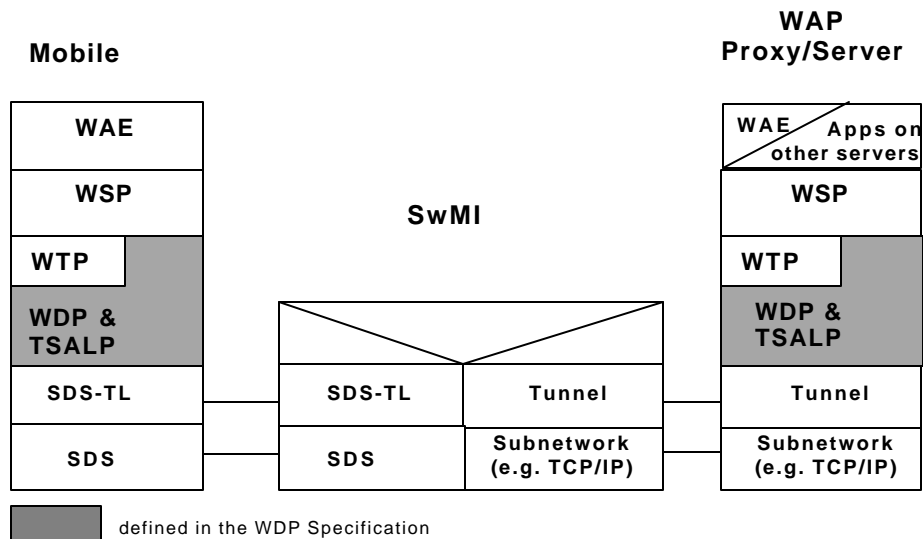 WAP
Proxy/Server
Mobile
WAE
WSP
WTP
WDP &
TSALP
SDS-TL
SDS
SwMI
SDS-TL
Tunnel
SDS
Subnetwork
(e.g. TCP/IP)
WAE
Apps on
other servers
WSP
WTP
WDP &
TSALP
Tunnel
Subnetwork
(e.g. TCP/IP)
defined in the WDP Specification